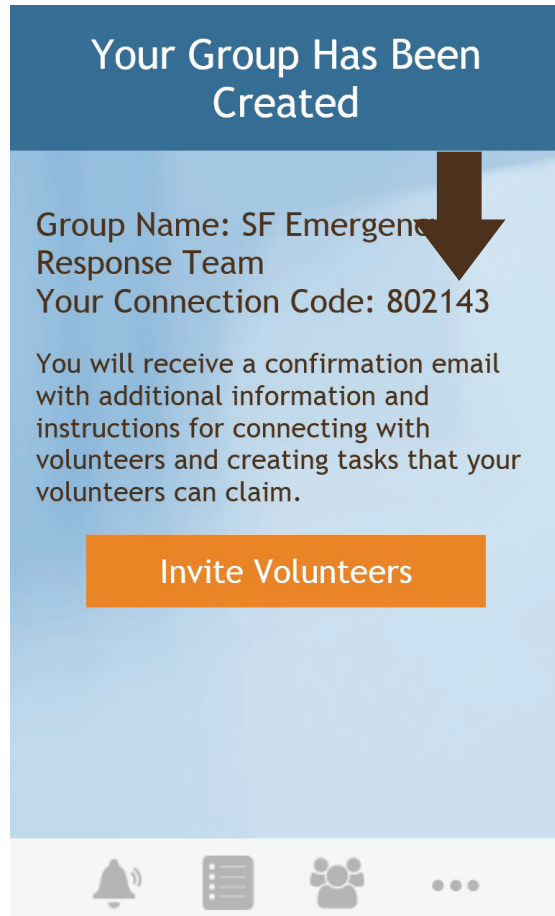 Your Group Has Been
Created
Group Name: SF Emergency
Response Team
Your Connection Code: 802143
You will receive a confirmation email
with additional information and
instructions for connecting with
volunteers and creating tasks that your
volunteers can claim.
Invite Volunteers